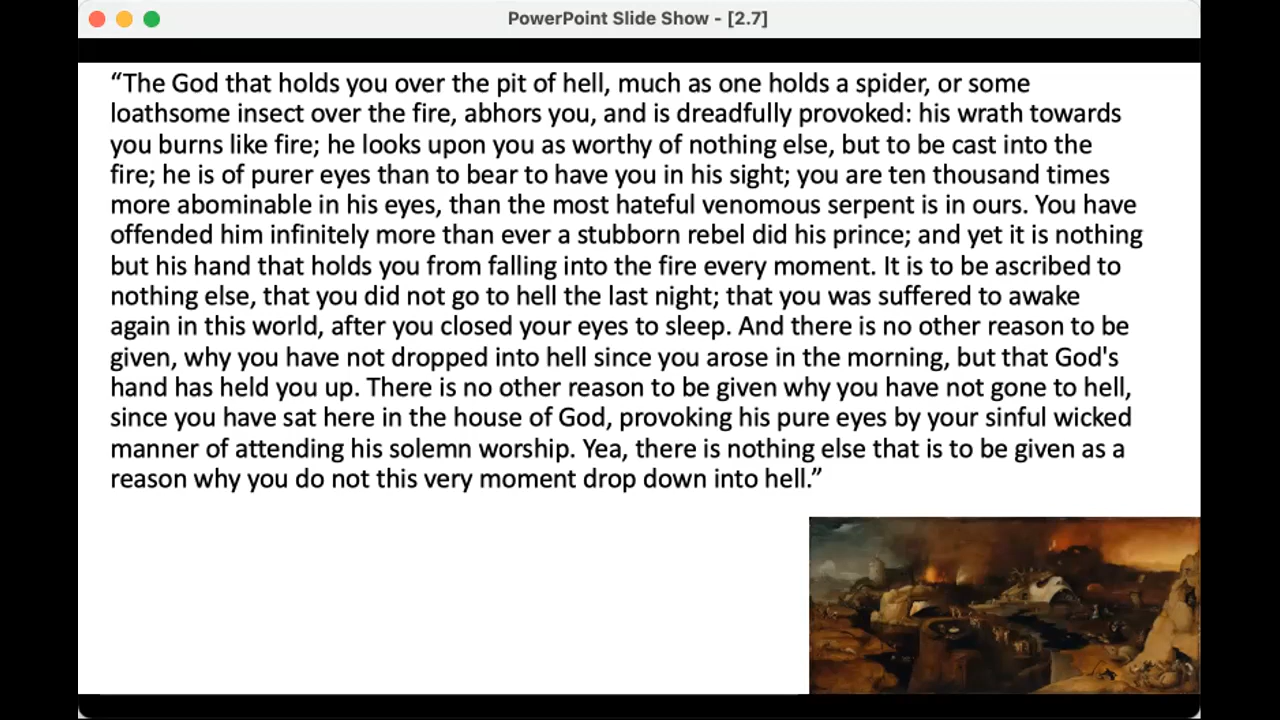 PowerPoint Slide Show - [2.7]
“The God that holds you over the pit of hell, much as one holds a spider, or some
loathsome insect over the fire, abhors you, and is dreadfully provoked: his wrath towards
you burns like fire; he looks upon you as worthy of nothing else, but to be cast into the
fire; he is of purer eyes than to bear to have you in his sight; you are ten thousand times
more abominable in his eyes, than the most hateful venomous serpent is in ours. You have
offended him infinitely more than ever a stubborn rebel did his prince; and yet it is nothing
but his hand that holds you from falling into the fire every moment. It is to be ascribed to
nothing else, that you did not go to hell the last night; that you was suffered to awake
again in this world, after you closed your eyes to sleep. And there is no other reason to be
given, why you have not dropped into hell since you arose in the morning, but that God's
hand has held you up. There is no other reason to be given why you have not gone to hell,
since you have sat here in the house of God, provoking his pure eyes by your sinful wicked
manner of attending his solemn worship. Yea, there is nothing else that is to be given as a
reason why you do not this very moment drop down into hell.”